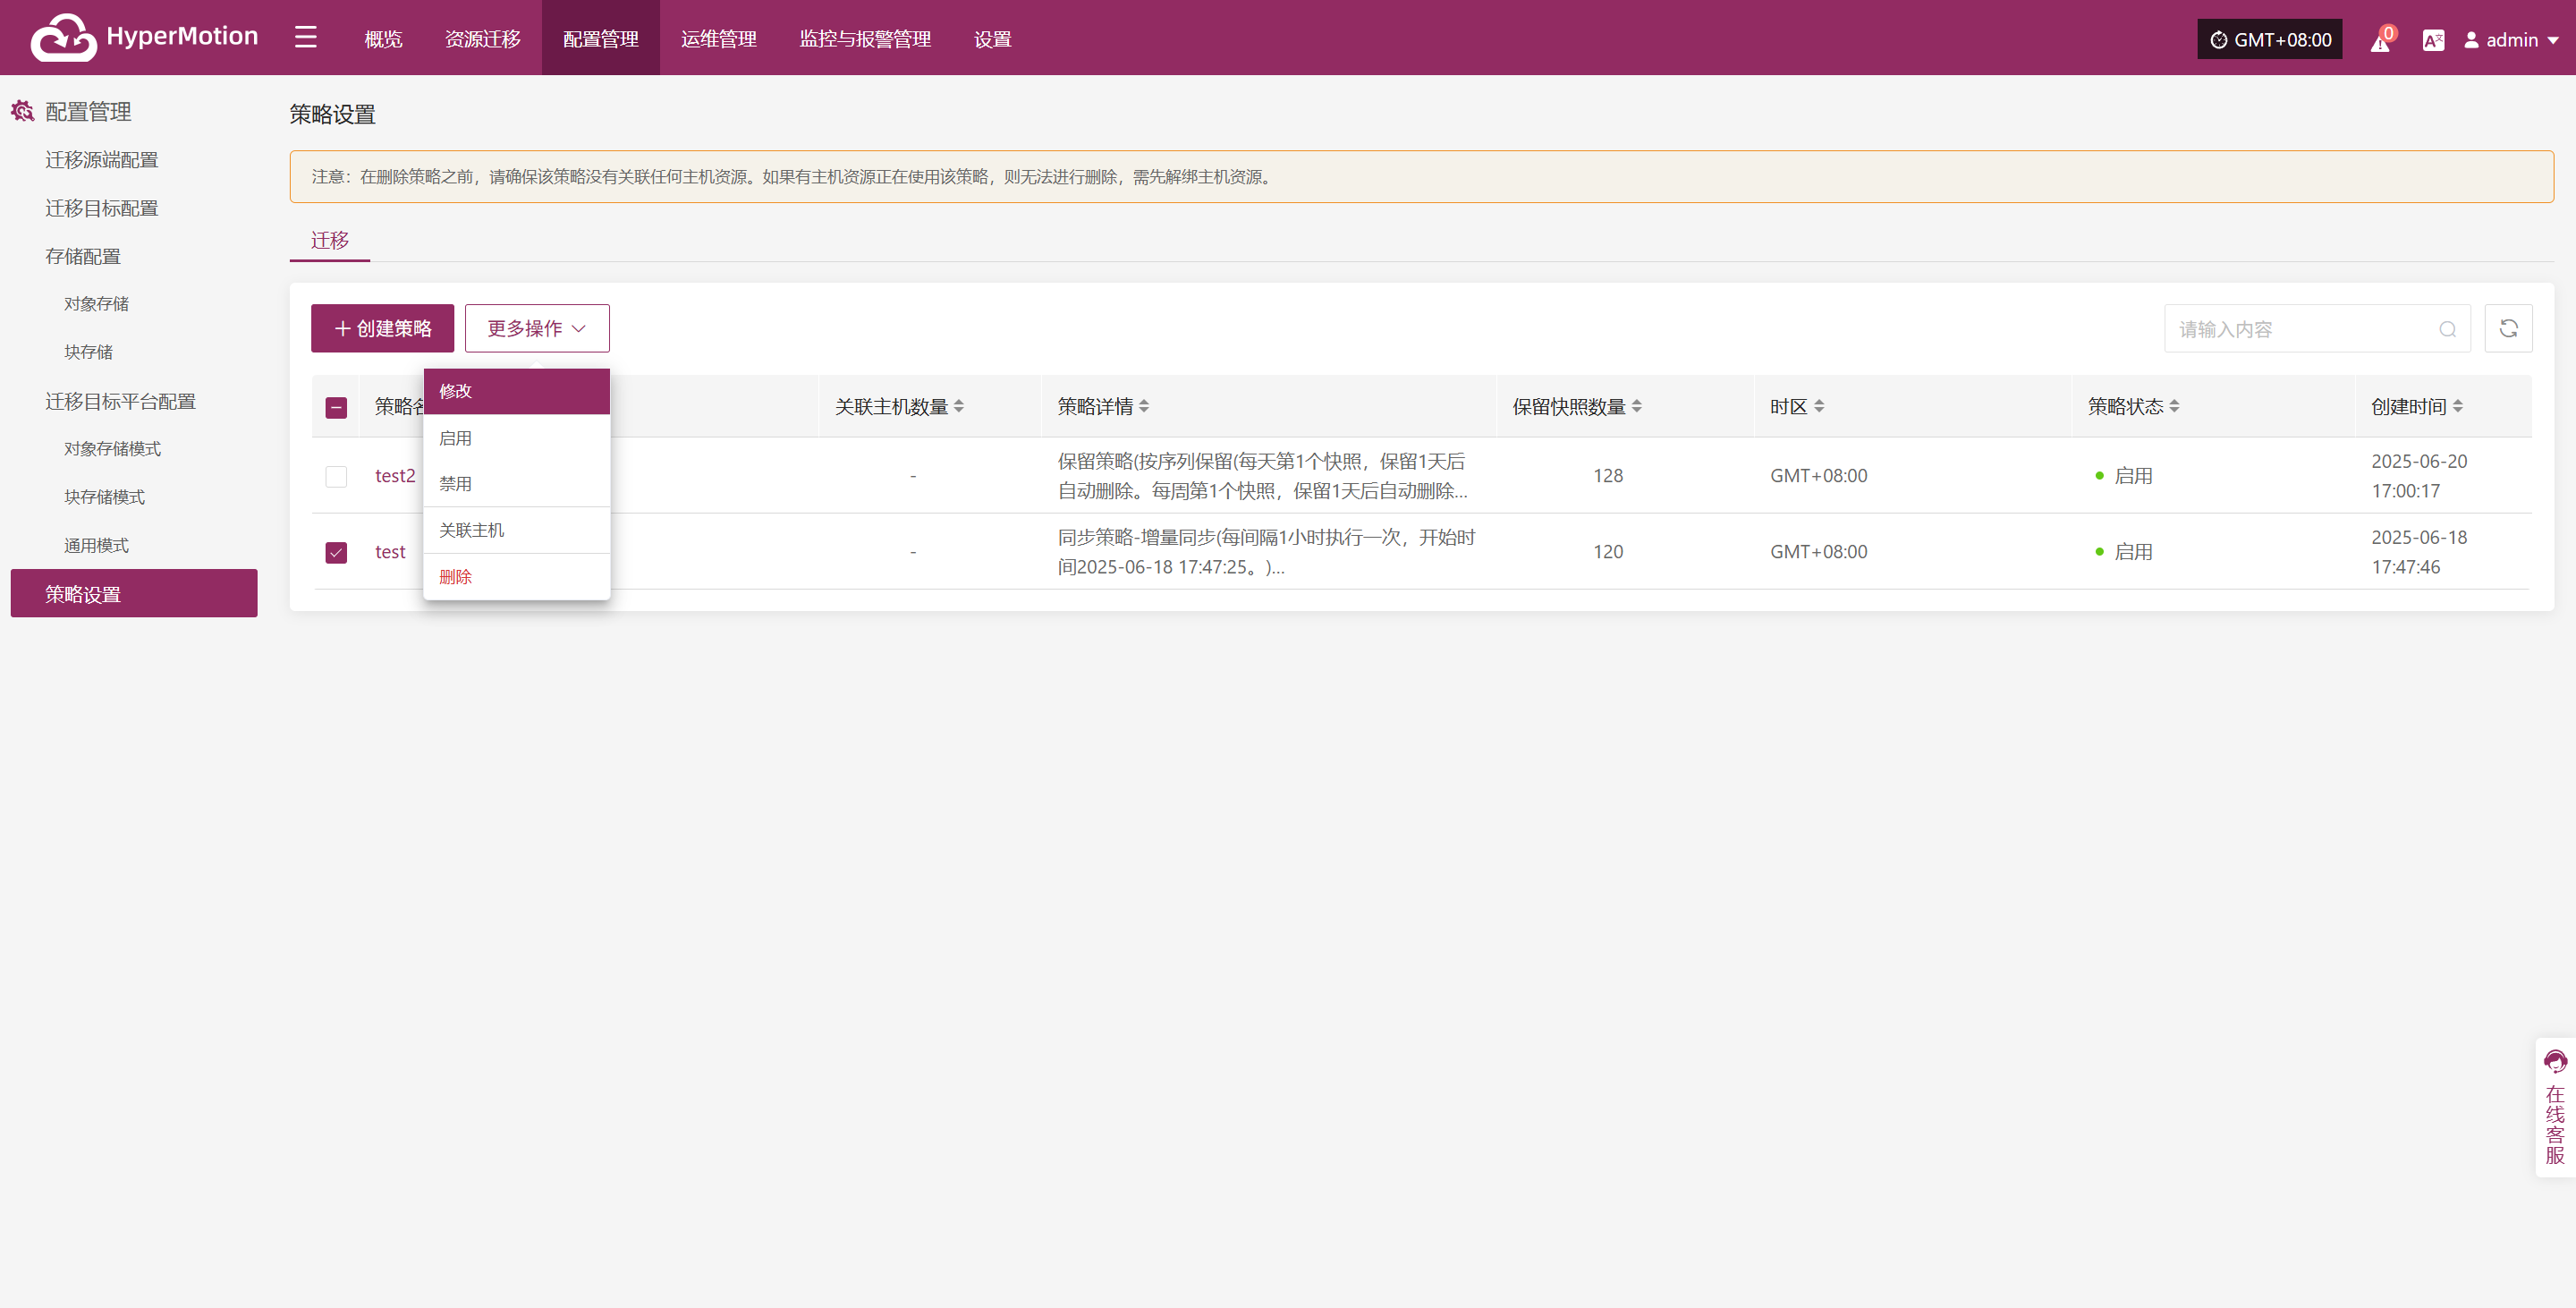 HyperMotion
概览
资源迁移
配置管理
运维管理
监控与报警管理
设置
GMT+08:00
0
admin
配置管理
迁移源端配置
迁移目标配置
存储配置
对象存储
块存储
迁移目标平台配置
对象存储模式
块存储模式
通用模式
策略设置
策略设置
注意：在删除策略之前，请确保该策略没有关联任何主机资源。如果有主机资源正在使用该策略，则无法进行删除，需先解绑主机资源。
迁移
创建策略
更多操作
请输入内容
修改
启用
禁用
关联主机
删除
策略名
关联主机数量
策略详情
保留快照数量
时区
策略状态
创建时间
test2
-
保留策略(按序列保留(每天第1个快照，保留1天后
自动删除。每周第1个快照，保留1天后自动删除...
128
GMT+08:00
启用
2025-06-20
17:00:17
test
-
同步策略-增量同步(每间隔1小时执行一次，开始时
间2025-06-18 17:47:25。)...
120
GMT+08:00
启用
2025-06-18
17:47:46
在线客服